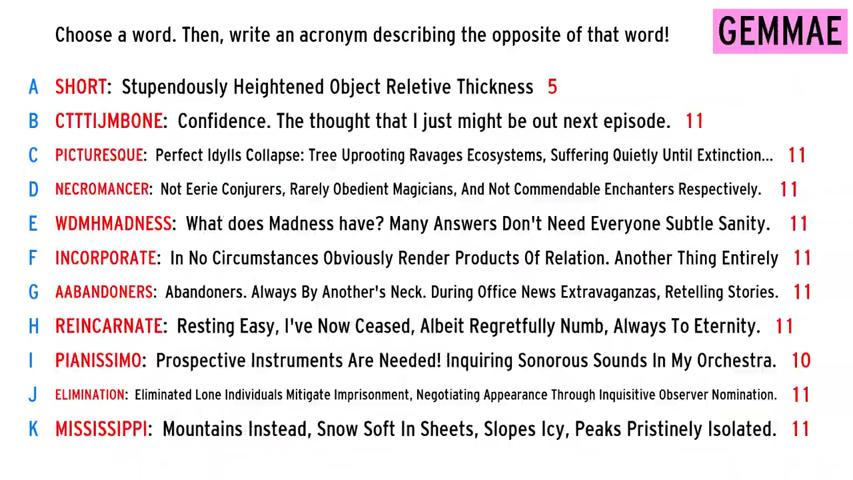 Choose a word. Then, write an acronym describing the opposite of that word!
GEMMAE
A SHORT: Stupendously Heightened Object Reletive Thickness 5
B CTTTIJMBONE: Confidence. The thought that I just might be out next episode. 11
C PICTURESQUE: Perfect Idylls Collapse: Tree Uprooting Ravages Ecosystems, Suffering Quietly Until Extinction... 11
D NECROMANCER: Not Eerie Conjurers, Rarely Obedient Magicians, And Not Commendable Enchanters Respectively. 11
E WDMHMADNESS: What does Madness have? Many Answers Don't Need Everyone Subtle Sanity. 11
F INCORPORATE: In No Circumstances Obviously Render Products Of Relation. Another Thing Entirely 11
G AABANDONERS: Abandoners. Always By Another's Neck. During Office News Extravaganzas, Retelling Stories. 11
H REINCARNATE: Resting Easy, I've Now Ceased, Albeit Regretfully Numb, Always To Eternity. 11
I PIANISSIMO: Prospective Instruments Are Needed! Inquiring Sonorous Sounds In My Orchestra. 10
J ELIMINATION: Eliminated Lone Individuals Mitigate Imprisonment, Negotiating Appearance Through Inquisitive Observer Nomination. 11
K MISSISSIPPI: Mountains Instead, Snow Soft In Sheets, Slopes Icy, Peaks Pristinely Isolated. 11